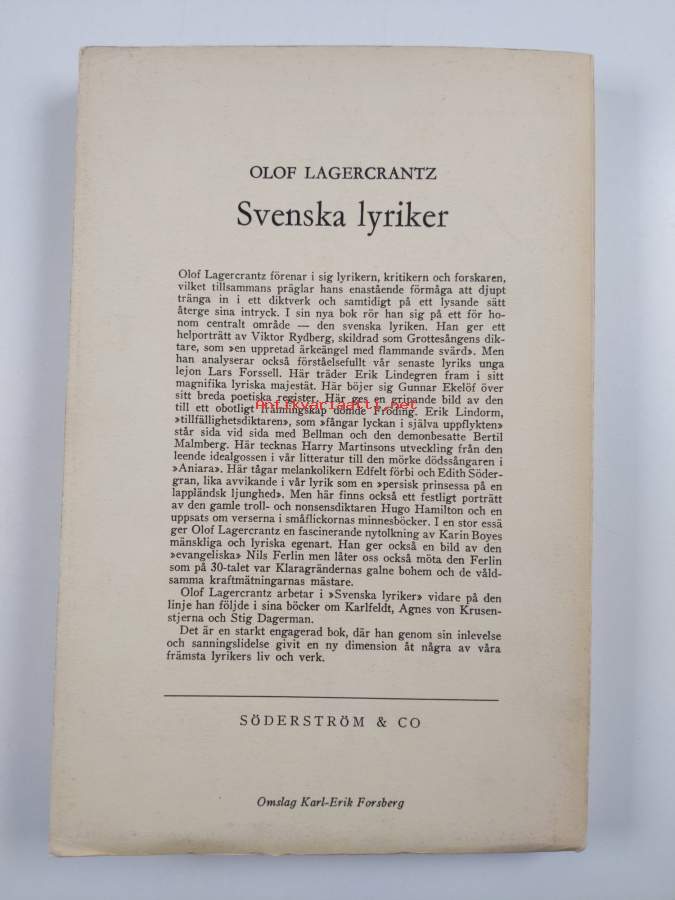 OLOF LAGERCRANTZ
Svenska lyriker
Olof Lagercrantz förenar i sig lyrikern, kritikern och forskaren,
vilket tillsammans präglar hans enastående förmåga att djupt
tränga in i ett diktverk och samtidigt på ett lysande sätt
återge sina intryck. I sin nya bok rör han sig på ett för ho-
nom centralt område — den svenska lyriken. Han ger ett
helporträtt av Viktor Rydberg, skildrad som Grottesångens dik-
tare, som »en uppretad ärkeängel med flammande svärd». Men
han analyserar också förståelsefullt vår senaste lyriks unga
lejon Lars Forssell. Här träder Erik Lindegren fram i sitt
magnifika lyriska majestät. Här böjer sig Gunnar Ekelöf över
sitt breda poetiska register. Här ges en gripande bild av den
Antikvariaatti.net
till ett obotligt främlingskap dömde Fröding. Erik Lindorm,
»tillfällighetsdiktaren», som »fångar lyckan i själva uppflykten»
står sida vid sida med Bellman och den demonbesatte Bertil
Malmberg. Här tecknas Harry Martinsons utveckling från den
leende idealgossen i vår litteratur till den mörke dödssångaren i
»Aniara». Här tågar melankolikern Edfelt förbi och Edith Söder-
gran, lika avvikande i vår lyrik som en »persisk prinsessa på en
lappländsk ljunghed». Men här finns också ett festligt porträtt
av den gamle troll- och nonsensdiktaren Hugo Hamilton och en
uppsats om verserna i småflickornas minnesböcker. I en stor essä
ger Olof Lagercrantz en fascinerande nytolkning av Karin Boyes
mänskliga och lyriska egenart. Han ger också en bild av den
»evangeliska» Nils Ferlin men låter oss också möta den Ferlin
som på 30-talet var Klaragrändernas galne bohem och de våld-
samma kraftmätningarnas mästare.
Olof Lagercrantz arbetar i »Svenska lyriker» vidare på den
linje han följde i sina böcker om Karlfeldt, Agnes von Krusen-
stjerna och Stig Dagerman.
Det är en starkt engagerad bok, där han genom sin inlevelse
och sanningslidelse givit en ny dimension åt några av våra
främsta lyrikers liv och verk.
SÖDERSTRÖM & CO
Omslag Karl-Erik Forsberg